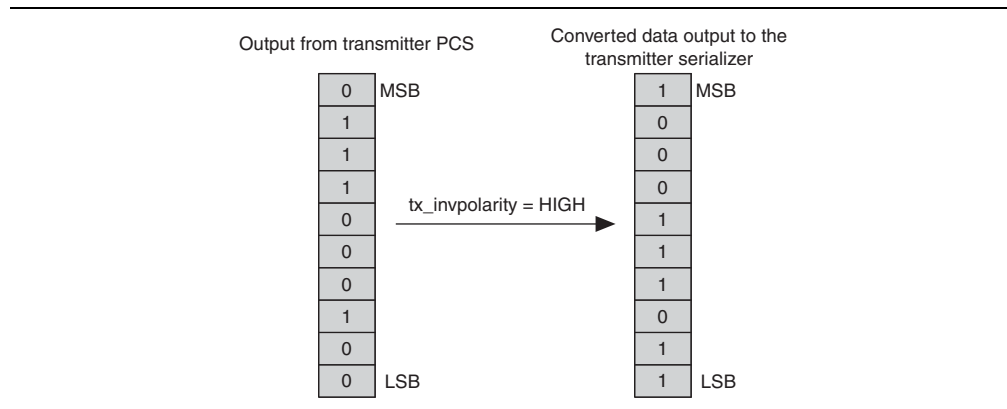 Output from transmitter PCS
Converted data output to the
transmitter serializer
0 MSB 1 MSB
1 0
1 0
1 0
tx_invpolarity = HIGH
0 1
0 1
0 1
1 0
0 1
0 LSB 1 LSB